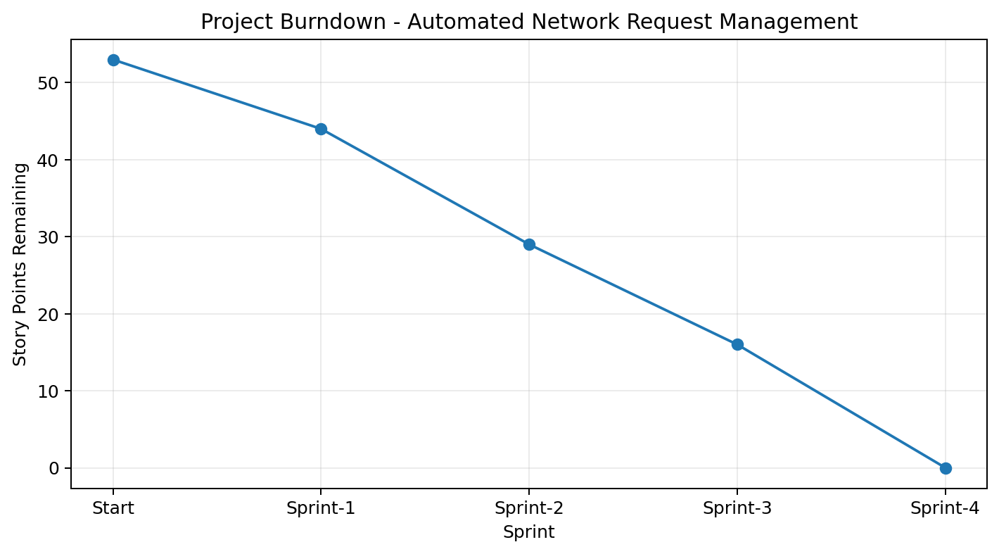 Project Burndown - Automated Network Request Management
Story Points Remaining
50
40
30
20
10
0
Start Sprint-1 Sprint-2 Sprint-3 Sprint-4
Sprint